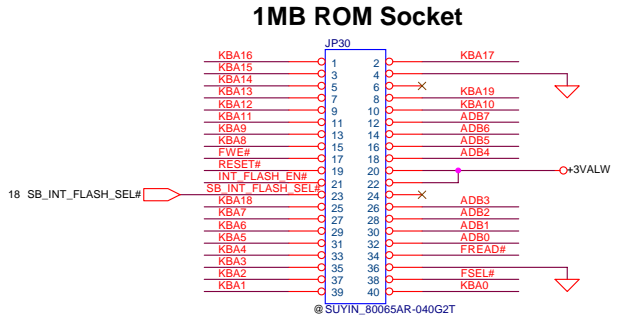 1MB ROM Socket
JP30
KBA16 1 2 KBA17
KBA15 3 4
KBA14 5 6
KBA13 7 8 KBA19
KBA12 9 10 KBA10
KBA11 11 12 ADB7
KBA9 13 14 ADB6
KBA8 15 16 ADB5
FWE# 17 18 ADB4
RESET# 19 20 +3VALW
INT_FLASH_EN# 21 22
18 SB_INT_FLASH_SEL# SB_INT_FLASH_SEL# 23 24
KBA18 25 26 ADB3
KBA7 27 28 ADB2
KBA6 29 30 ADB1
KBA5 31 32 ADB0
KBA4 33 34 FREAD#
KBA3 35 36
KBA2 37 38 FSEL#
KBA1 39 40 KBA0
@ SUYIN_80065AR-040G2T